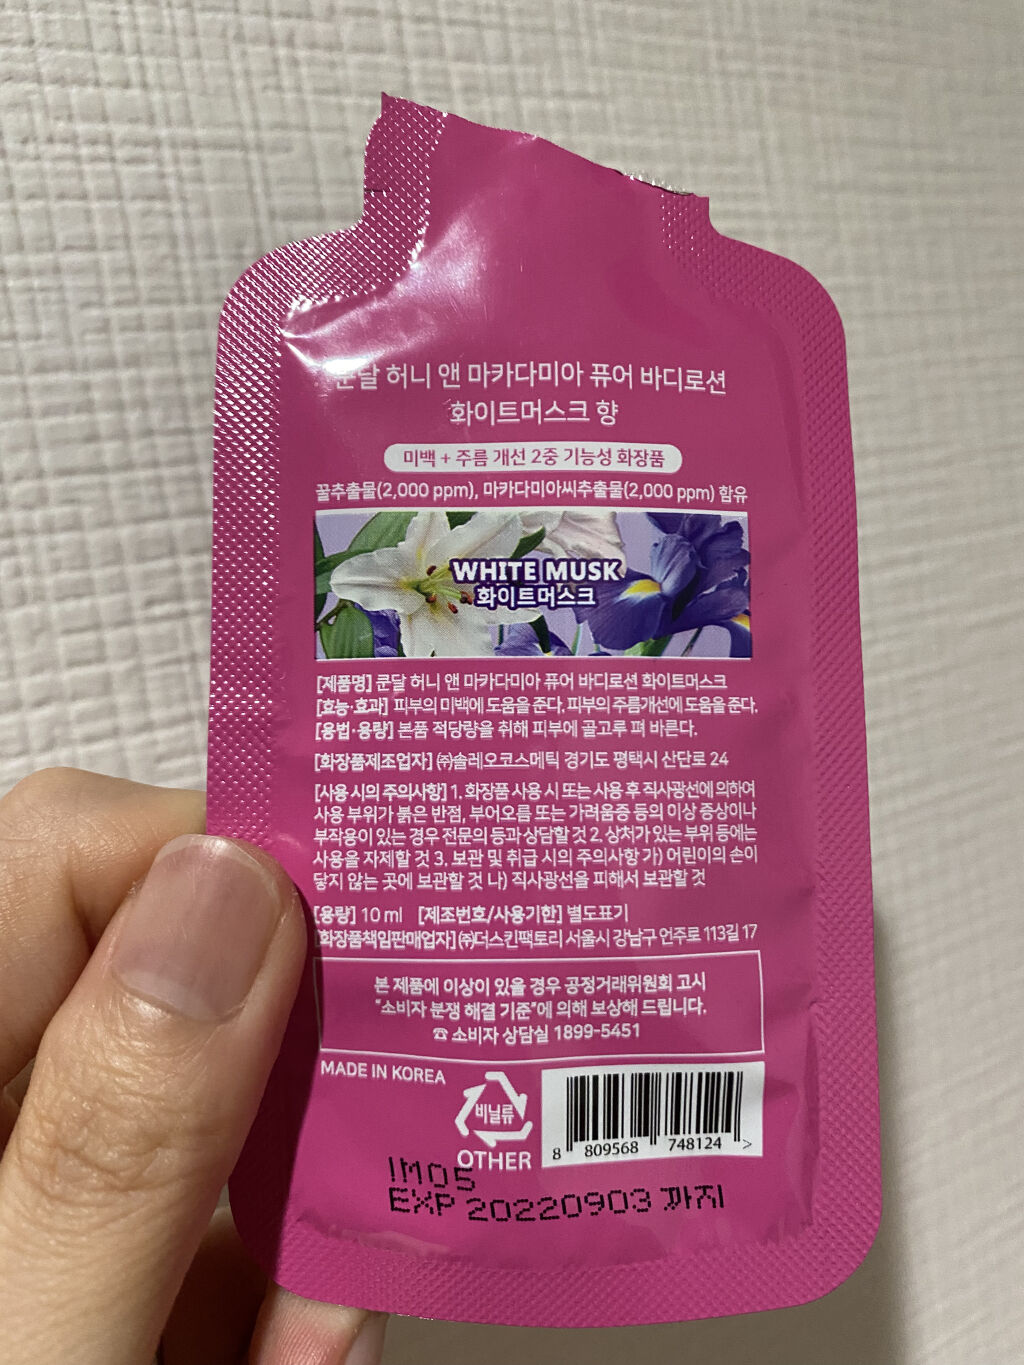 쿤달 허니 앤 마카다미아 퓨어 바디로션
화이트머스크 향
미백 + 주름 개선 2중 기능성 화장품
꿀추출물(2,000 ppm), 마카다미아씨추출물(2,000 ppm) 함유
WHITE MUSK
화이트머스크
[제품명] 쿤달 허니 앤 마카다미아 퓨어 바디로션 화이트머스크
[효능·효과] 피부의 미백에 도움을 준다. 피부의 주름개선에 도움을 준다.
[용법·용량] 본품 적당량을 취해 피부에 골고루 펴 바른다.
[화장품제조업자] ㈜솔레오코스메틱 경기도 평택시 산단로 24
[사용 시의 주의사항] 1. 화장품 사용 시 또는 사용 후 직사광선에 의하여
사용 부위가 붉은 반점, 부어오름 또는 가려움증 등의 이상 증상이나
부작용이 있는 경우 전문의 등과 상담할 것 2. 상처가 있는 부위 등에는
사용을 자제할 것 3. 보관 및 취급 시의 주의사항 가) 어린이의 손이
닿지 않는 곳에 보관할 것 나) 직사광선을 피해서 보관할 것
[용량] 10 ml [제조번호/사용기한] 별도표기
[화장품책임판매업자] ㈜더스킨팩토리 서울시 강남구 언주로 113길 17
본 제품에 이상이 있을 경우 공정거래위원회 고시
"소비자 분쟁 해결 기준"에 의해 보상해 드립니다.
☎ 소비자 상담실 1899-5451
MADE IN KOREA
비닐류
OTHER
8 809568 748124 >
IM05
EXP 20220903 까지